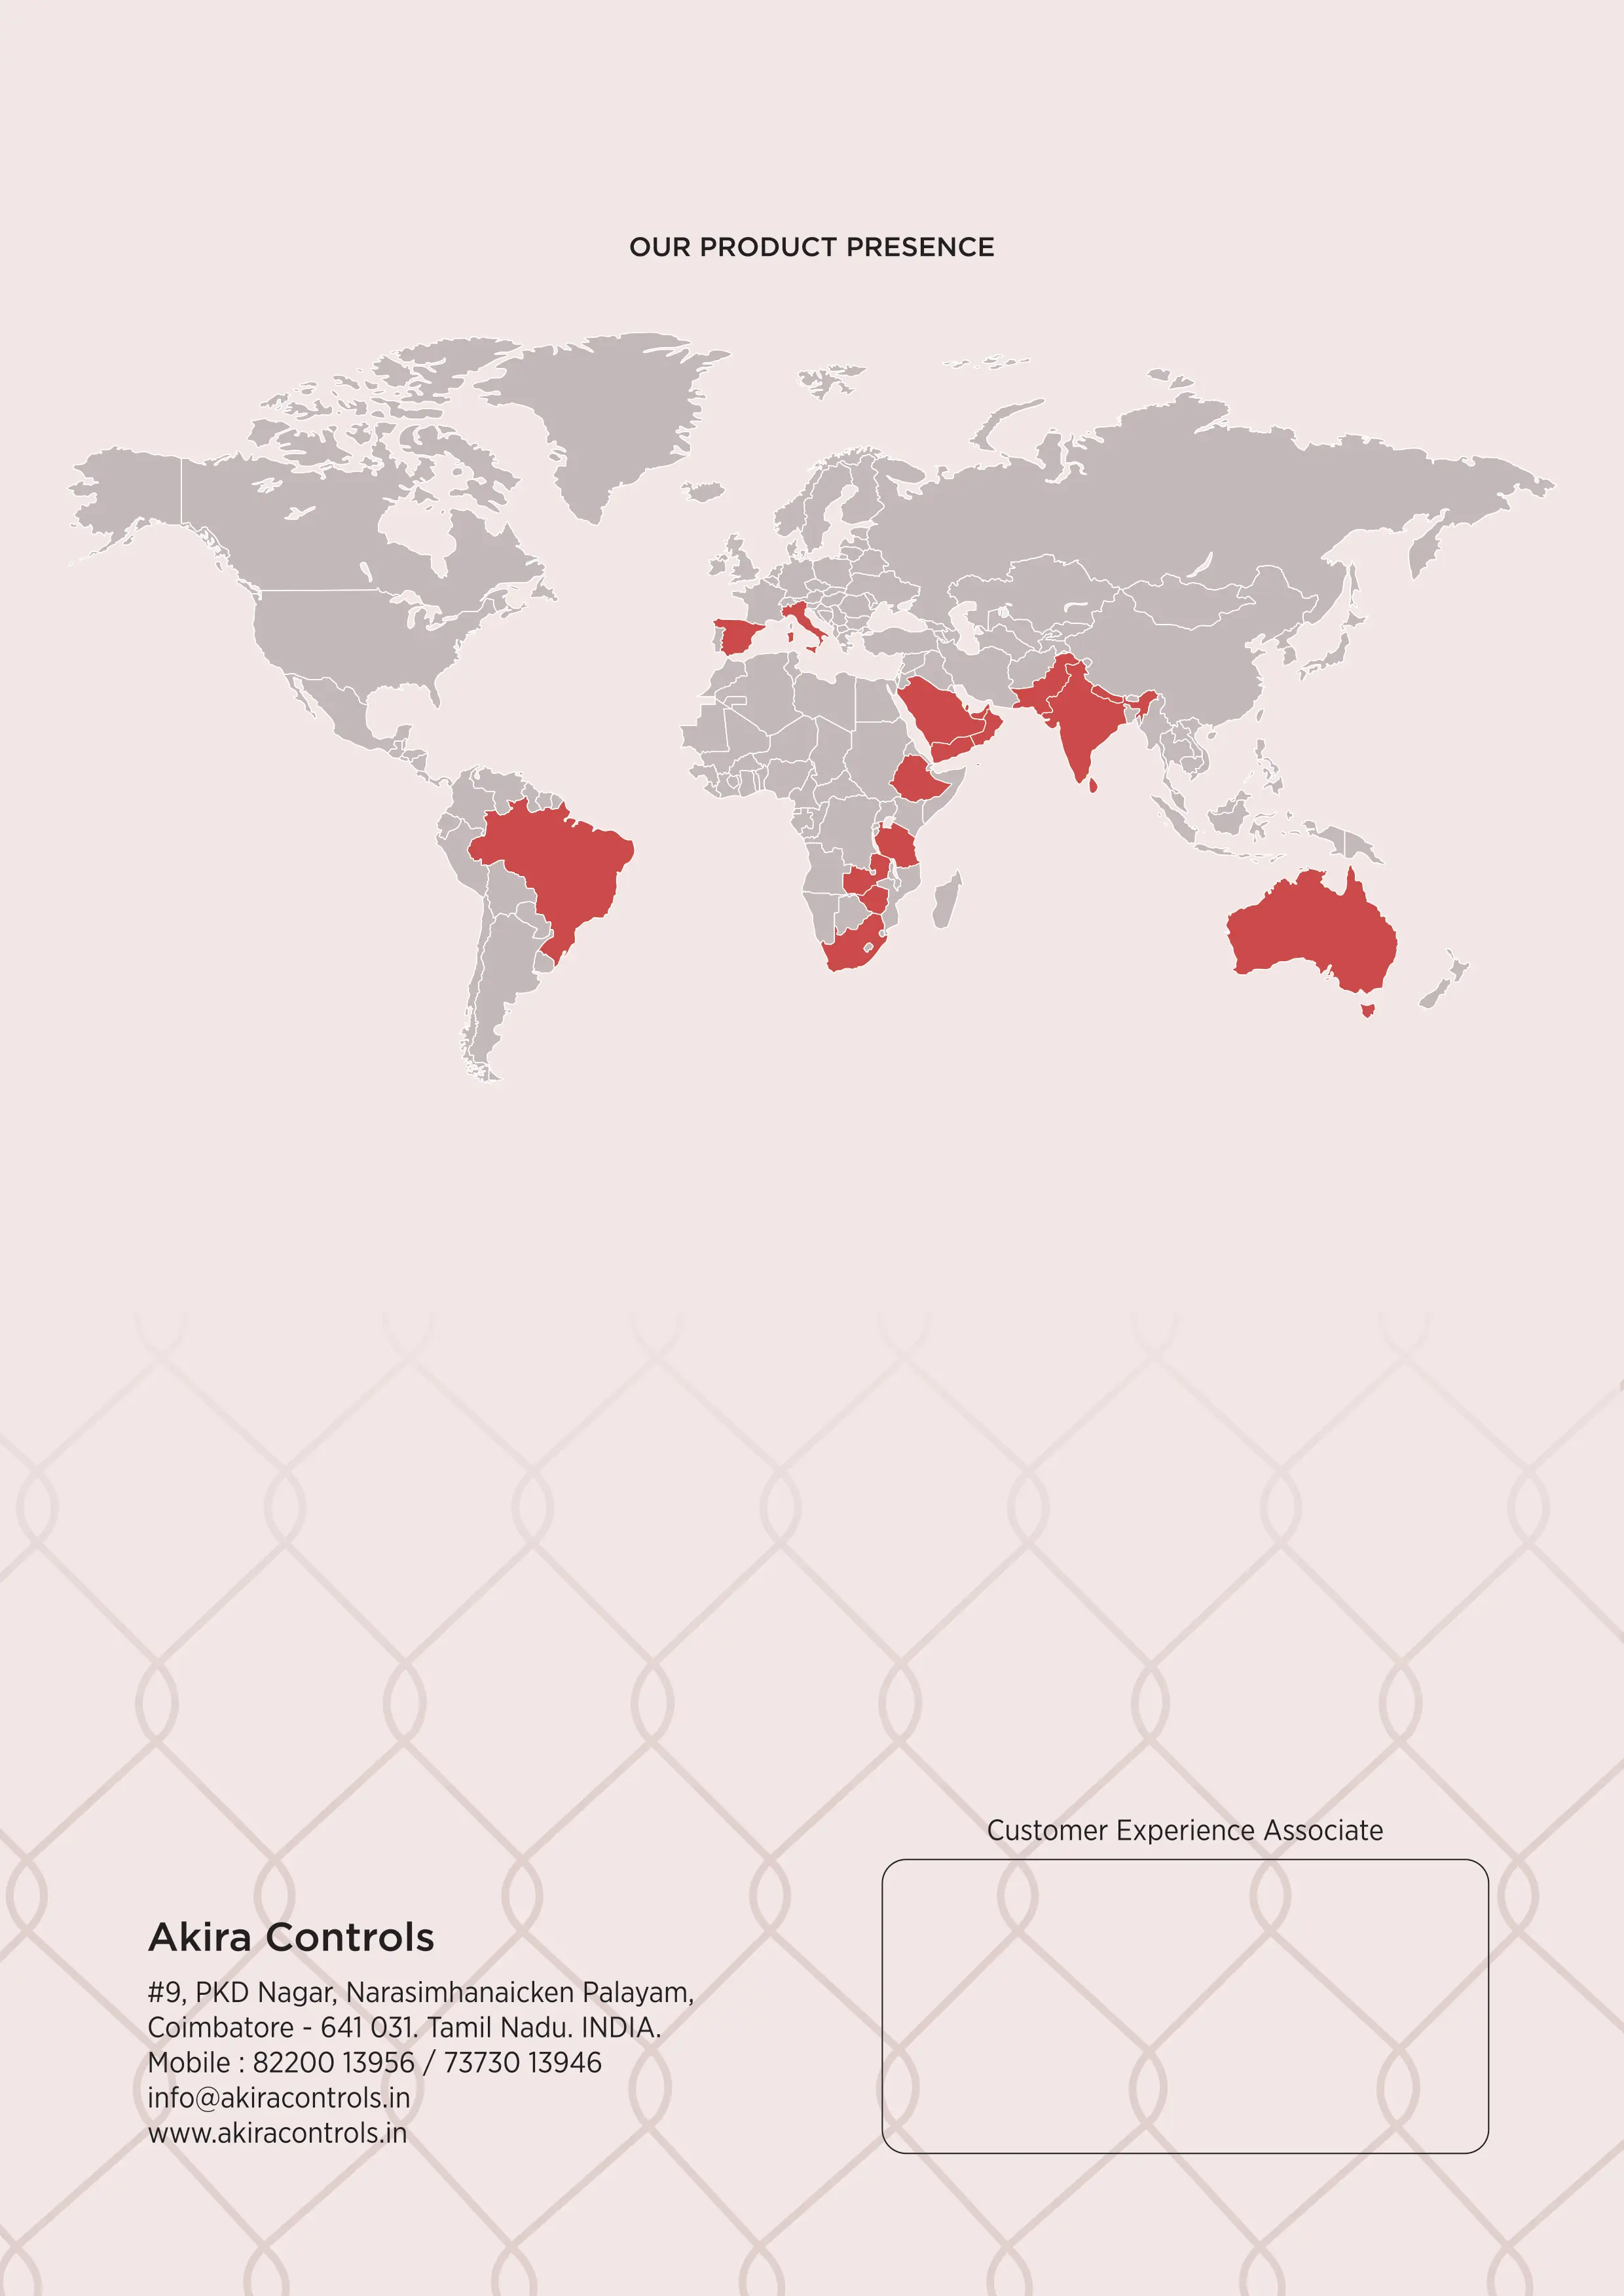 OUR PRODUCT PRESENCE
Customer Experience Associate
Akira Controls
#9, PKD Nagar, Narasimhanaicken Palayam,
Coimbatore - 641 031. Tamil Nadu. INDIA.
Mobile : 82200 13956 / 73730 13946
info@akiracontrols.in
www.akiracontrols.in